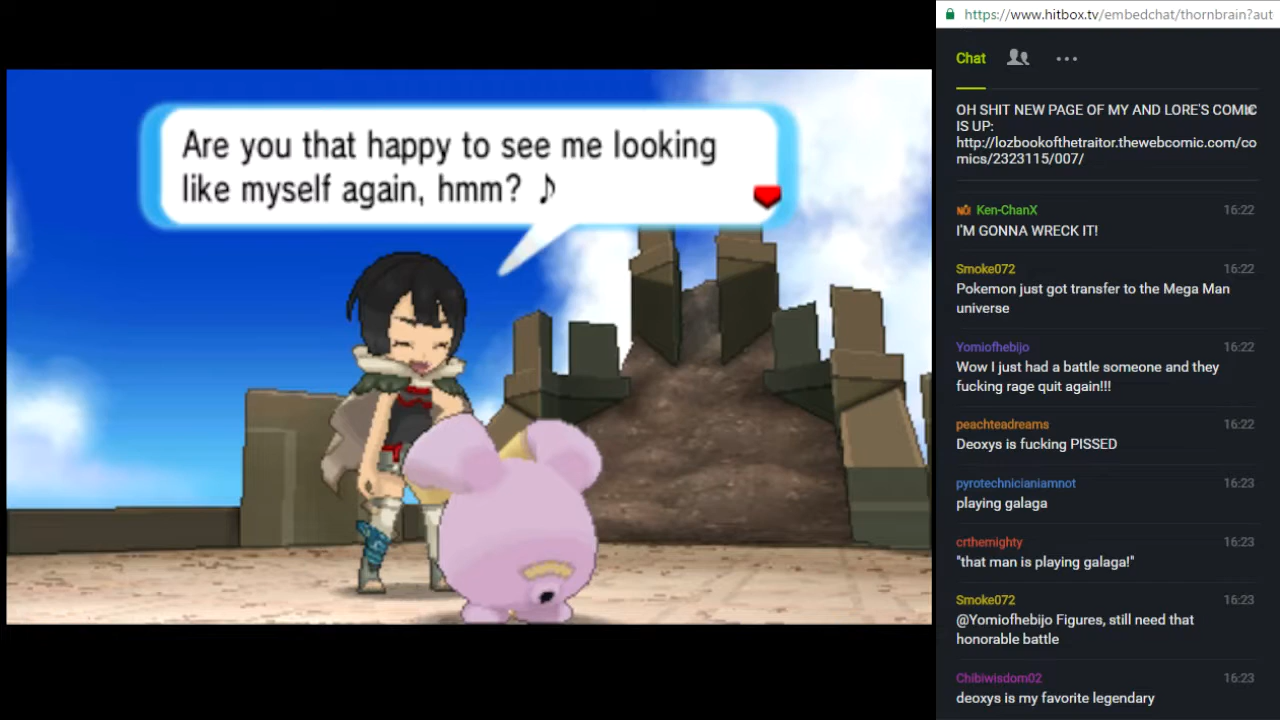 https://www.hitbox.tv/embedchat/thornbrain?aut
Chat
Are you that happy to see me looking
like myself again, hmm? ♪
OH SHIT NEW PAGE OF MY AND LORE'S COMIC
IS UP:
http://lozbookofthetraitor.thewebcomic.com/co
mics/2323115/007/
Ken-ChanX 16:22
I'M GONNA WRECK IT!
Smoke072 16:22
Pokemon just got transfer to the Mega Man
universe
Yomiofhebijo 16:22
Wow I just had a battle someone and they
fucking rage quit again!!!
peachteadreams 16:22
Deoxys is fucking PISSED
pyrotechnicianiamnot 16:23
playing galaga
crthemighty 16:23
"that man is playing galaga!"
Smoke072 16:23
@Yomiofhebijo Figures, still need that
honorable battle
Chibiwisdom02 16:23
deoxys is my favorite legendary